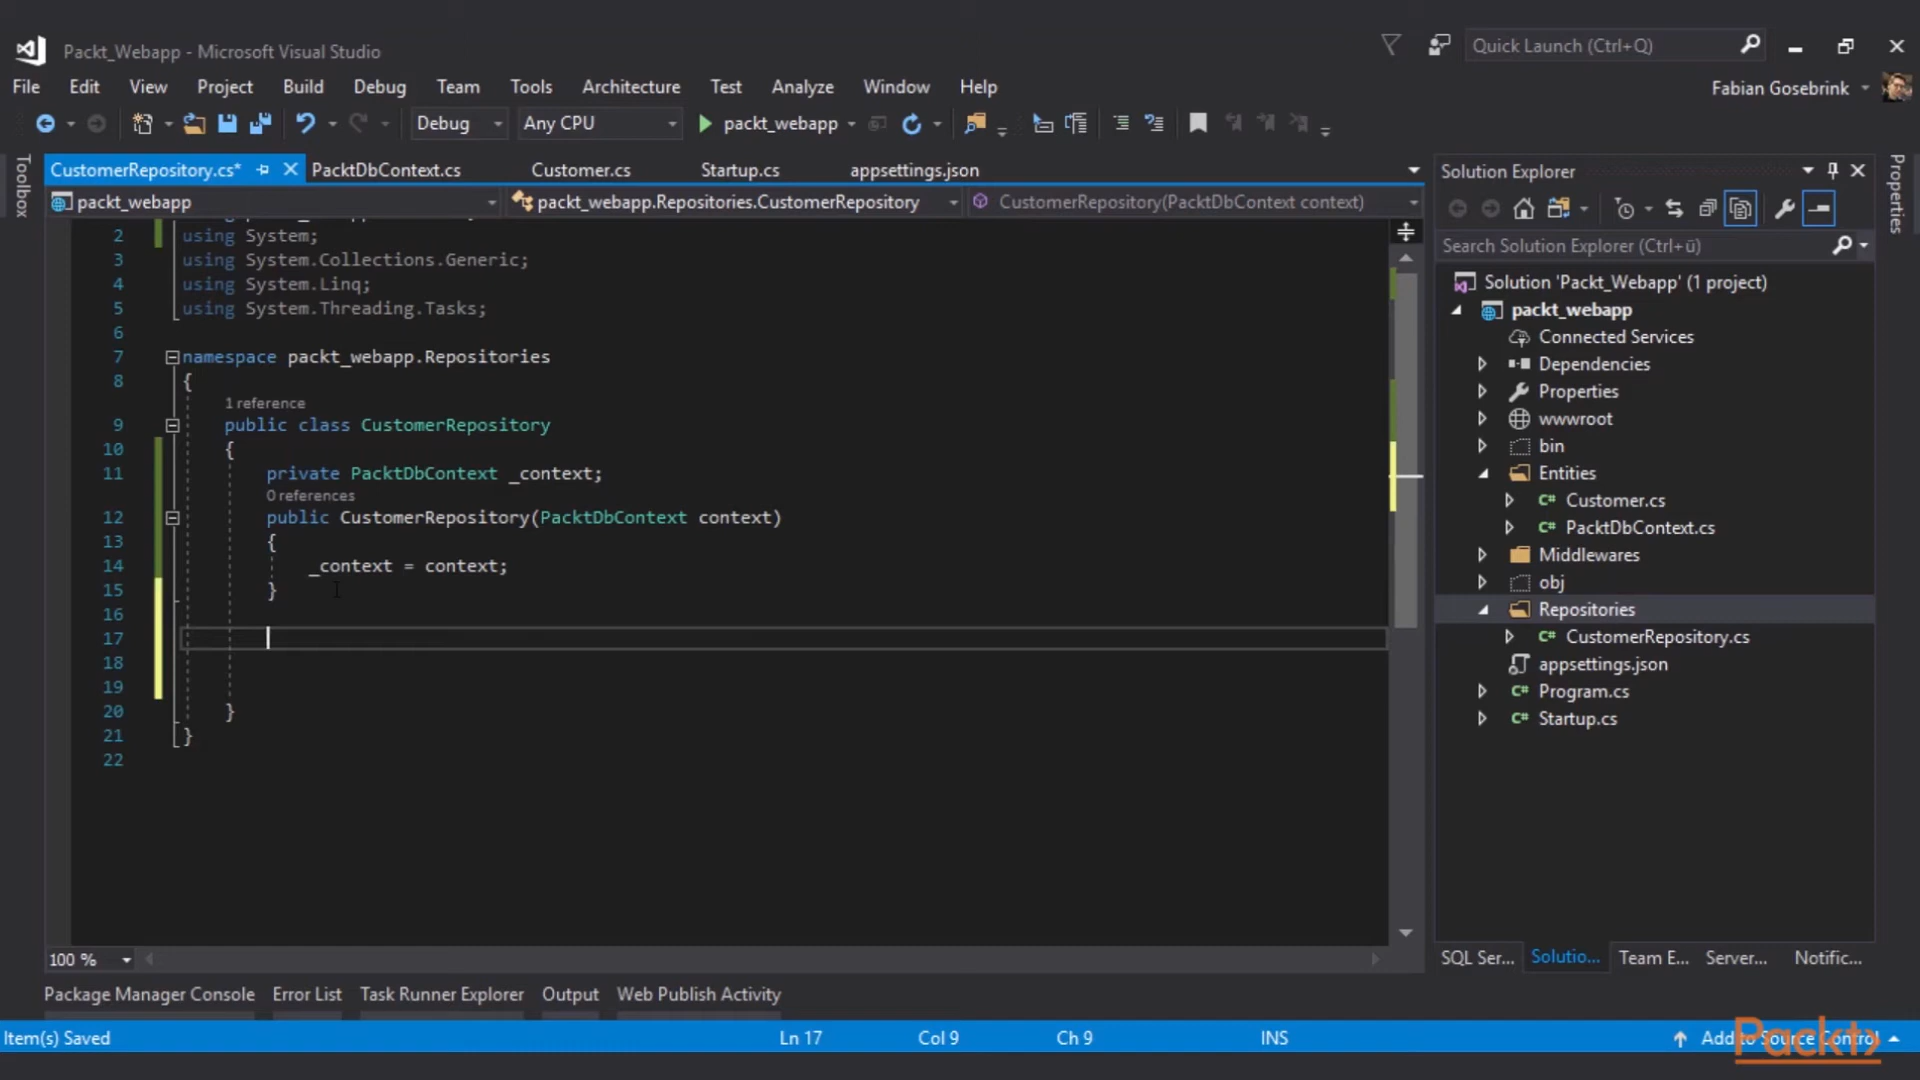 Packt_Webapp - Microsoft Visual Studio
Quick Launch (Ctrl+Q)
File Edit View Project Build Debug Team Tools Architecture Test Analyze Window Help
Fabian Gosebrink
Debug Any CPU packt_webapp
Toolbox
CustomerRepository.cs* PacktDbContext.cs Customer.cs Startup.cs appsettings.json
packt_webapp packt_webapp.Repositories.CustomerRepository CustomerRepository(PacktDbContext context)
2 using System;
3 using System.Collections.Generic;
4 using System.Linq;
5 using System.Threading.Tasks;
6
7 namespace packt_webapp.Repositories
8 {
1 reference
9 public class CustomerRepository
10 {
11 private PacktDbContext _context;
0 references
12 public CustomerRepository(PacktDbContext context)
13 {
14 _context = context;
15 }
16
17
18
19
20 }
21 }
22
100 %
Solution Explorer
Search Solution Explorer (Ctrl+ü)
Solution 'Packt_Webapp' (1 project)
packt_webapp
Connected Services
Dependencies
Properties
wwwroot
bin
Entities
C# Customer.cs
C# PacktDbContext.cs
Middlewares
obj
Repositories
C# CustomerRepository.cs
appsettings.json
C# Program.cs
C# Startup.cs
SQL Ser... Solutio... Team E... Server... Notific...
Properties
Package Manager Console Error List Task Runner Explorer Output Web Publish Activity
Item(s) Saved Ln 17 Col 9 Ch 9 INS Add to Source Control
Packt>